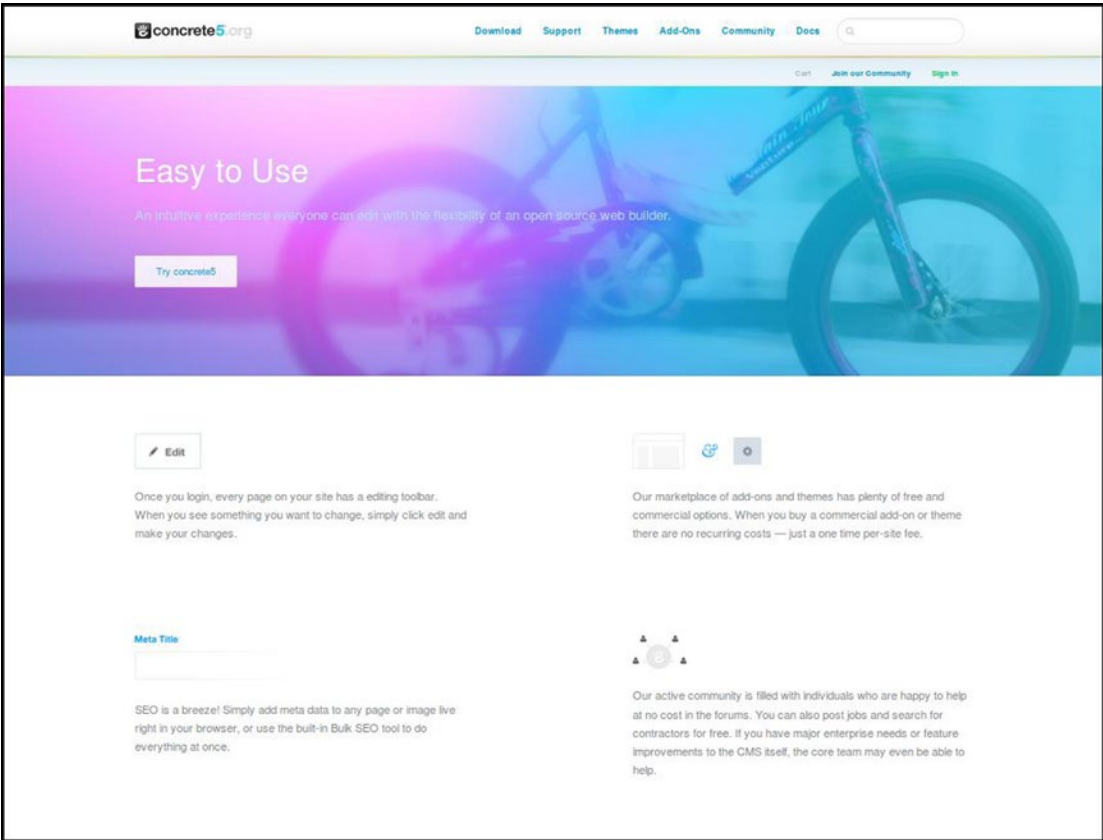 concrete5.org
Download Support Themes Add-Ons Community Docs
Cart Join our Community Sign In
Easy to Use
An intuitive experience everyone can edit with the flexibility of an open source web builder.
Try concrete5
Edit
Once you login, every page on your site has a editing toolbar.
When you see something you want to change, simply click edit and
make your changes.
&
Our marketplace of add-ons and themes has plenty of free and
commercial options. When you buy a commercial add-on or theme
there are no recurring costs — just a one time per-site fee.
Meta Title
SEO is a breeze! Simply add meta data to any page or image live
right in your browser, or use the built-in Bulk SEO tool to do
everything at once.
Our active community is filled with individuals who are happy to help
at no cost in the forums. You can also post jobs and search for
contractors for free. If you have major enterprise needs or feature
improvements to the CMS itself, the core team may even be able to
help.